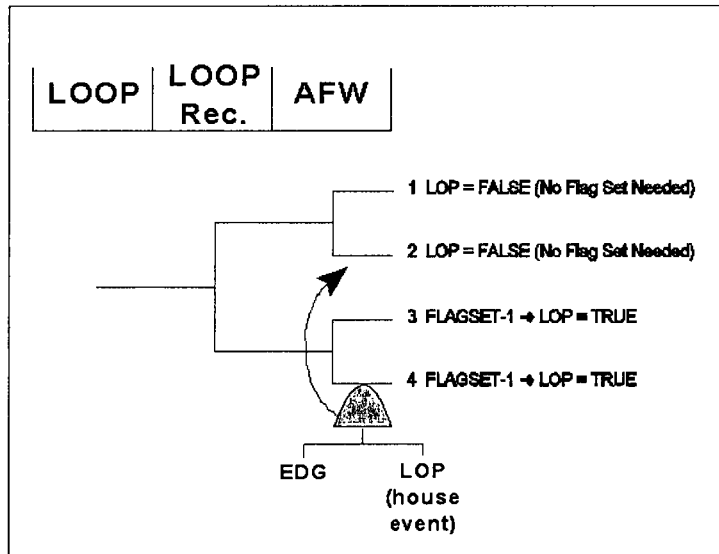 LOOP
LOOP
Rec.
AFW
1 LOP = FALSE (No Flag Set Needed)
2 LOP = FALSE (No Flag Set Needed)
3 FLAGSET-1 → LOP = TRUE
4 FLAGSET-1 → LOP = TRUE
EDG
LOP
(house
event)